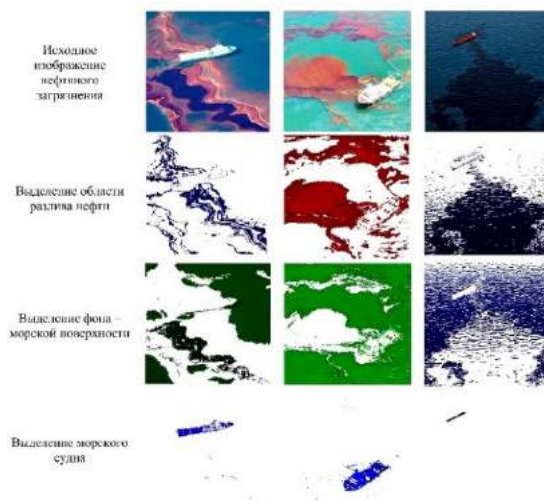 Исходное
изображение
нефтяного
загрязнения
Выделение области
разлива нефти
Выделение фона –
морской поверхности
Выделение морского
судна